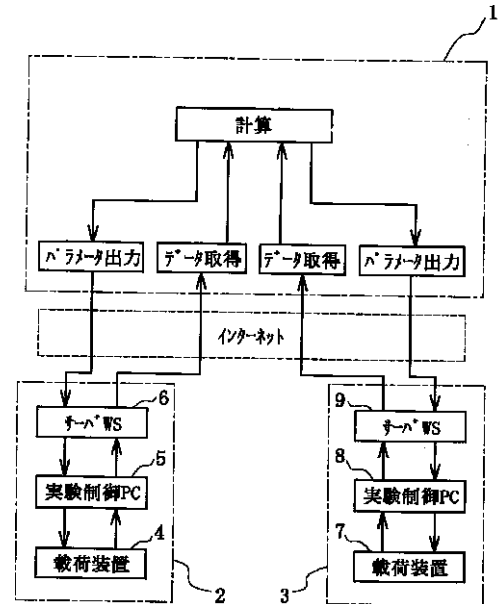 1
計算
パラメータ出力
データ取得
データ取得
パラメータ出力
インターネット
6
サーバWS
9
サーバWS
5
実験制御PC
8
実験制御PC
4
載荷装置
7
載荷装置
2
3